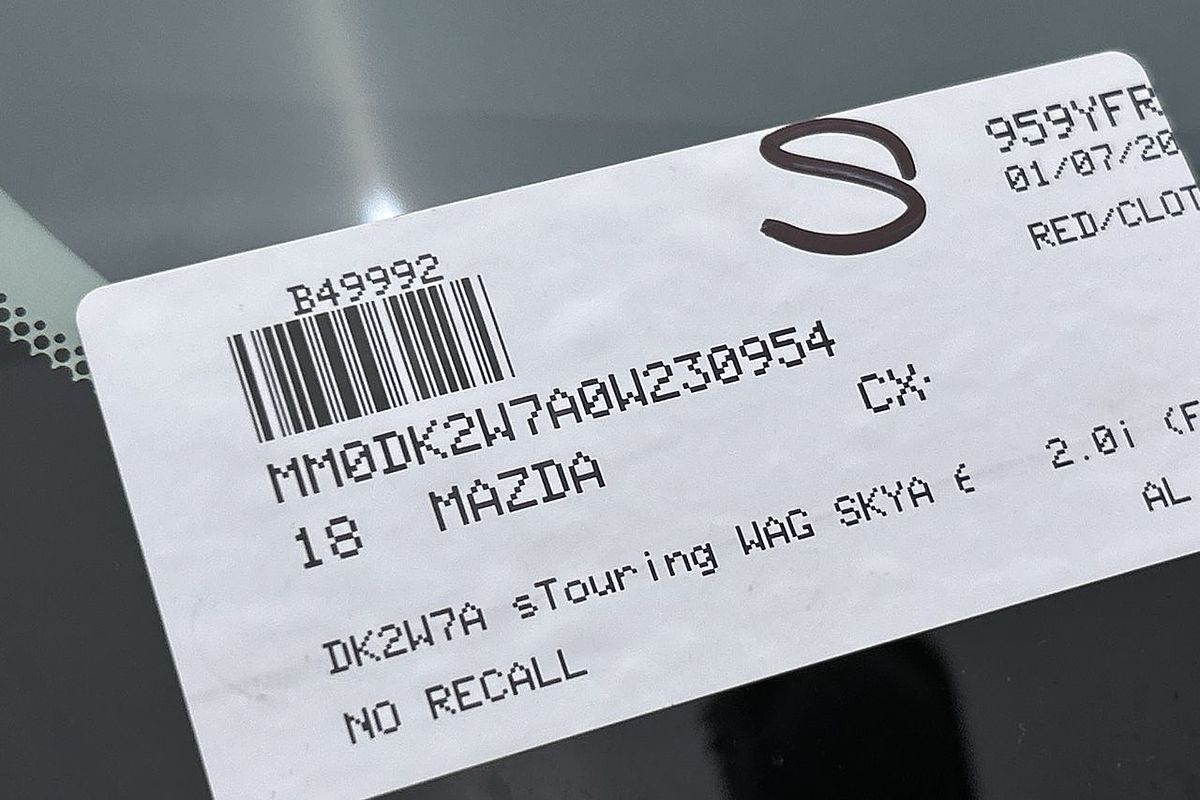 S
959YFR
01/07/20
RED/CLOT
B49992
MM0DK2W7A0W230954
18 MAZDA CX-
DK2W7A sTouring WAG SKYA 2.0i (F
AL
NO RECALL